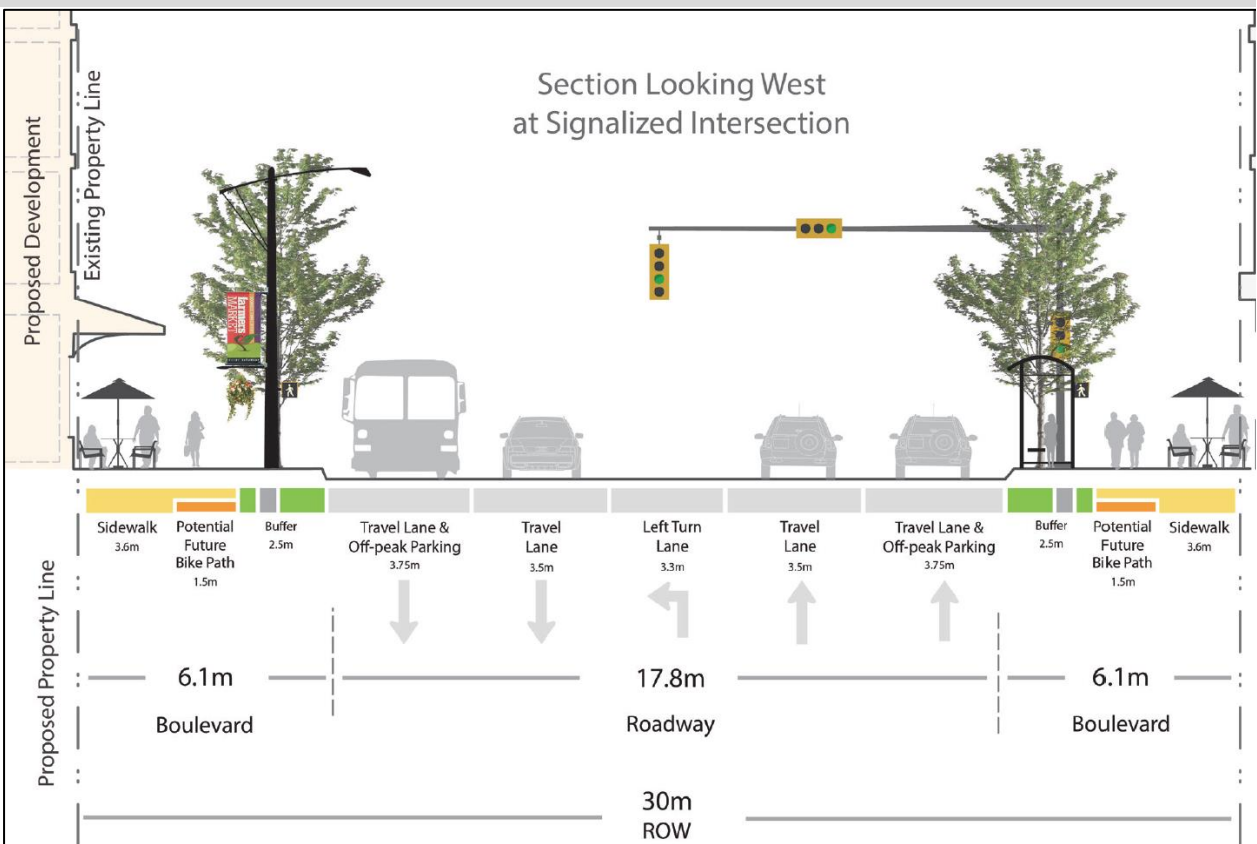 Section Looking West
at Signalized Intersection
Proposed Development
Existing Property Line
farmers
MARKET
Sidewalk
3.6m
Potential
Future
Bike Path
1.5m
Buffer
2.5m
Travel Lane &
Off-peak Parking
3.75m
Travel
Lane
3.5m
Left Turn
Lane
3.3m
Travel
Lane
3.5m
Travel Lane &
Off-peak Parking
3.75m
Buffer
2.5m
Potential
Future
Bike Path
1.5m
Sidewalk
3.6m
Proposed Property Line
6.1m
Boulevard
17.8m
Roadway
6.1m
Boulevard
30m
ROW